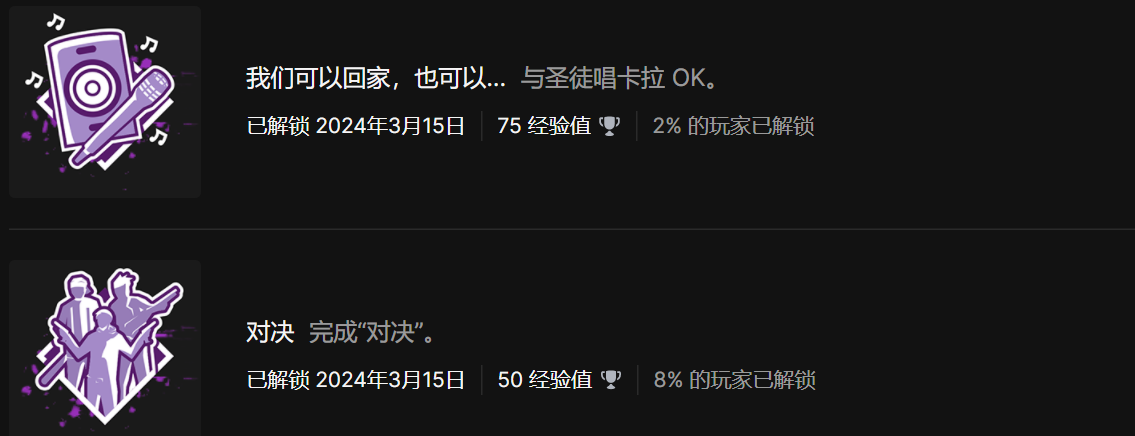 我们可以回家，也可以... 与圣徒唱卡拉 OK。
已解锁 2024年3月15日 75 经验值 2% 的玩家已解锁
对决 完成“对决”。
已解锁 2024年3月15日 50 经验值 8% 的玩家已解锁